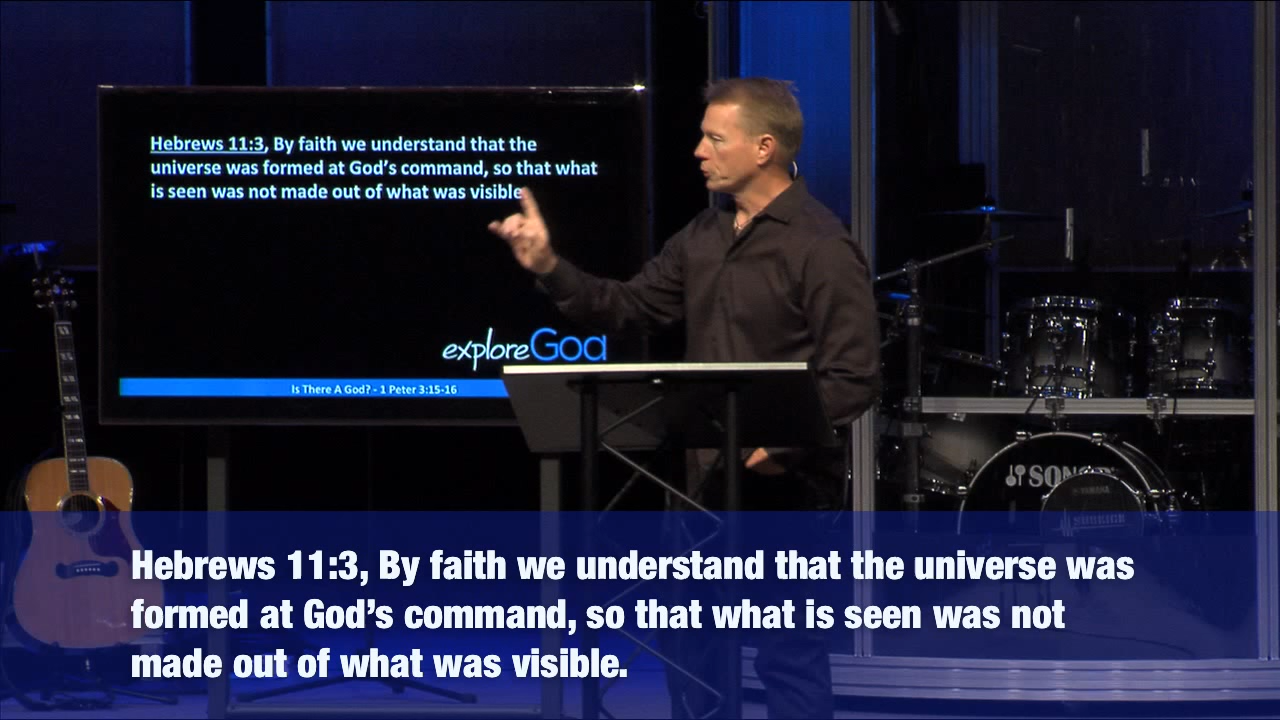 Hebrews 11:3, By faith we understand that the
universe was formed at God's command, so that what
is seen was not made out of what was visible
exploreGod
Is There A God? - 1 Peter 3:15-16
SONOR
YAMAHA
Hebrews 11:3, By faith we understand that the universe was
formed at God’s command, so that what is seen was not
made out of what was visible.